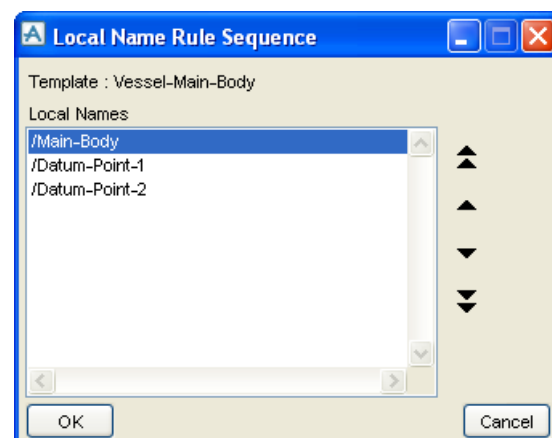 Local Name Rule Sequence
Template : Vessel-Main-Body
Local Names
/Main-Body
/Datum-Point-1
/Datum-Point-2
OK
Cancel